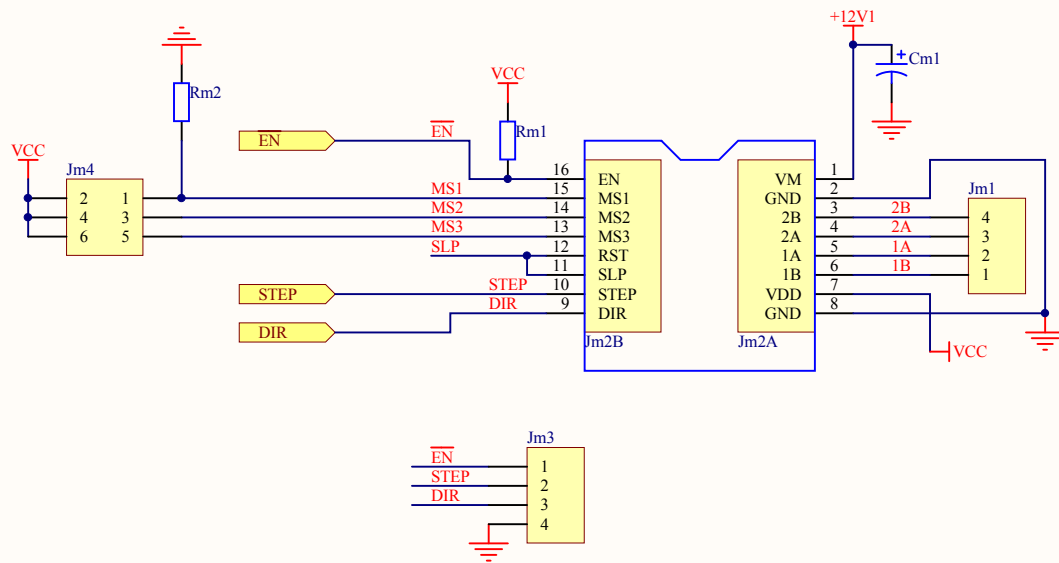 +12V1
Cm1
VCC
Rm2
Rm1
EN
EN
VCC
Jm4
2 1
4 3
6 5
MS1
MS2
MS3
SLP
STEP
STEP
DIR
DIR
16 EN
15 MS1
14 MS2
13 MS3
12 RST
11 SLP
10 STEP
9 DIR
Jm2B
VM 1
GND 2
2B 3
2A 4
1A 5
1B 6
VDD 7
GND 8
Jm2A
2B
2A
1A
1B
Jm1
4
3
2
1
VCC
Jm3
EN 1
STEP 2
DIR 3
4